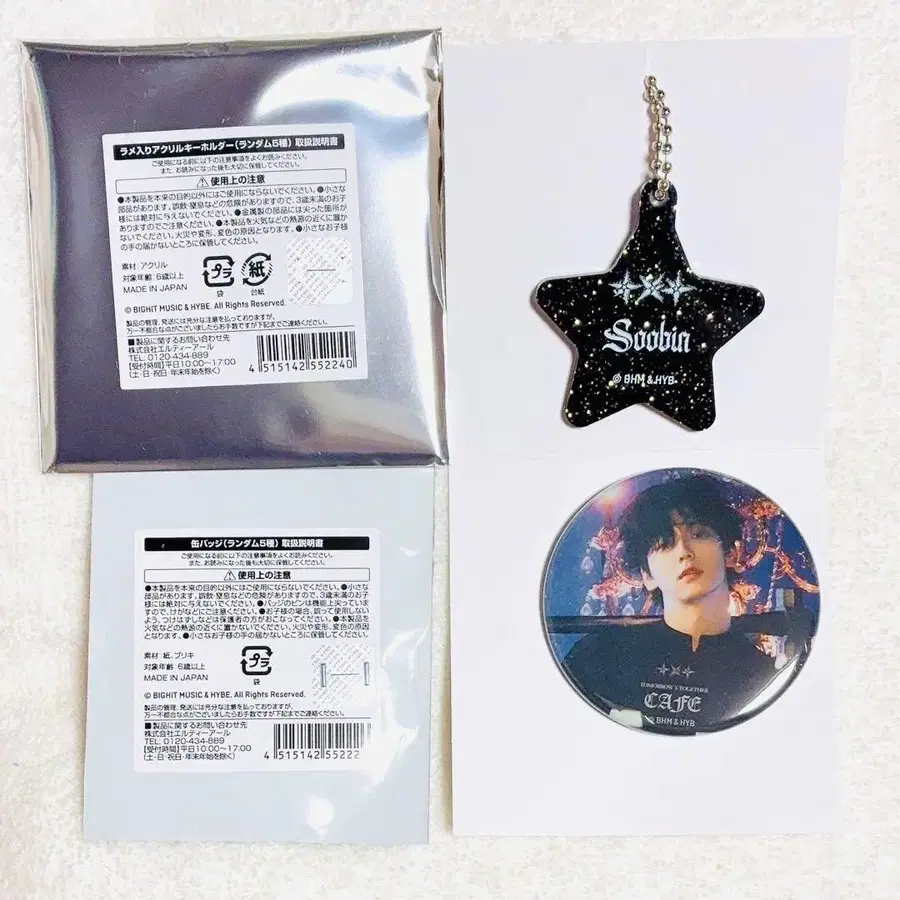 ラメ入りアクリルキーホルダー(ランダム5種) 取扱説明書
ご使用になる前に以下の注意事項をよくお読みください。
また、お読みになった後も大切に保管してください。
⚠使用上の注意
●本製品を本来の目的以外にはご使用にならないでください。●小さな
部品があります。誤飲・窒息などの危険がありますので、3歳未満のお子
様には絶対に与えないでください。●金属製の部品には尖った箇所が
ありますのでご注意ください。●本製品を火気などの熱源の近くに置か
ないでください。火災や変形、変色の原因となります。●小さなお子様
の手の届かないところに保管してください。
素材:アクリル
対象年齢:6歳以上
MADE IN JAPAN
プラ
袋
紙
台紙
© BIGHIT MUSIC & HYBE. All Rights Reserved.
製品の管理、発送には充分な注意を払っておりますが、
万一不都合な点がございましたらお手数ですが下記までご連絡ください。
■製品に関するお問い合わせ先
株式会社エルティーアール
TEL: 0120-434-889
【受付時間】平日10:00~17:00
(土・日・祝日・年末年始を除く)
4 515142 552240
Soobin
© BHM & HYB
缶バッジ(ランダム5種) 取扱説明書
ご使用になる前に以下の注意事項をよくお読みください。
また、お読みになった後も大切に保管してください。
⚠使用上の注意
●本製品を本来の目的以外にはご使用にならないでください。●小さな
部品があります。誤飲・窒息などの危険がありますので、3歳未満のお子
様には絶対に与えないでください。●バッジのピンは機能上尖っていま
すので、けがなどにご注意ください。●お子様の場合、誤って使用しない
よう、つけはずしなどは保護者の方がおこなってください。●本製品を
火気などの熱源の近くに置かないでください。火災や変形、変色の原因
となります。●小さなお子様の手の届かないところに保管してください。
素材:紙、ブリキ
対象年齢:6歳以上
MADE IN JAPAN
プラ
袋
© BIGHIT MUSIC & HYBE. All Rights Reserved.
製品の管理、発送には充分な注意を払っておりますが、
万一不都合な点がございましたらお手数ですが下記までご連絡ください。
■製品に関するお問い合わせ先
株式会社エルティーアール
TEL: 0120-434-889
【受付時間】平日10:00~17:00
(土・日・祝日・年末年始を除く)
4 515142 55222
TOMORROW X TOGETHER
CAFE
© BHM & HYB